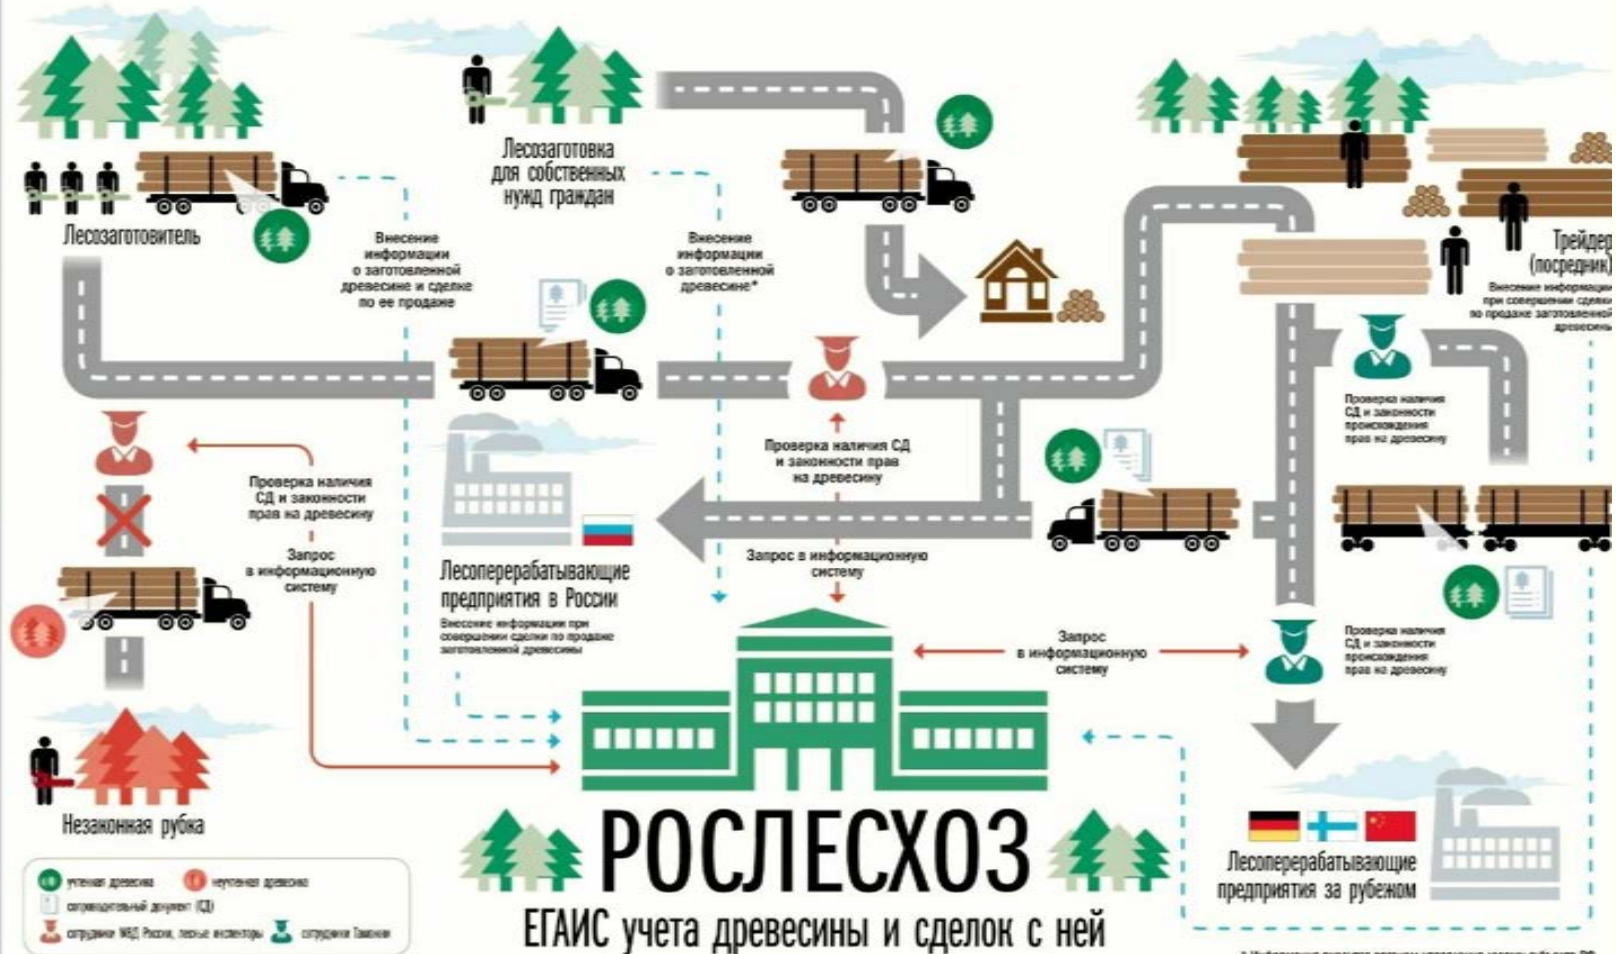 Лесозаготовитель
Внесение
информации
о заготовленной
древесине и сделке
по ее продаже
Лесозаготовка
для собственных
нужд граждан
Внесение
информации
о заготовленной
древесине*
Трейдер
(посредник)
Внесение информации
при совершении сделки
по продаже заготовленной
древесины
Проверка наличия
СД и законности
происхождения
прав на древесину
Проверка наличия СД
и законности прав
на древесину
Запрос в информационную
систему
Проверка наличия
СД и законности
прав на древесину
Запрос
в информационную
систему
Лесоперерабатывающие
предприятия в России
Внесение информации при
совершении сделки по продаже
заготовленной древесины
Запрос
в информационную
систему
Проверка наличия
СД и законности
происхождения
прав на древесину
Незаконная рубка
Лесоперерабатывающие
предприятия за рубежом
РОСЛЕСХОЗ
ЕГАИС учета древесины и сделок с ней
учтенная древесина
неучтенная древесина
сопроводительный документ (СД)
сотрудники МВД России, лесные инспекторы
сотрудники Таможни